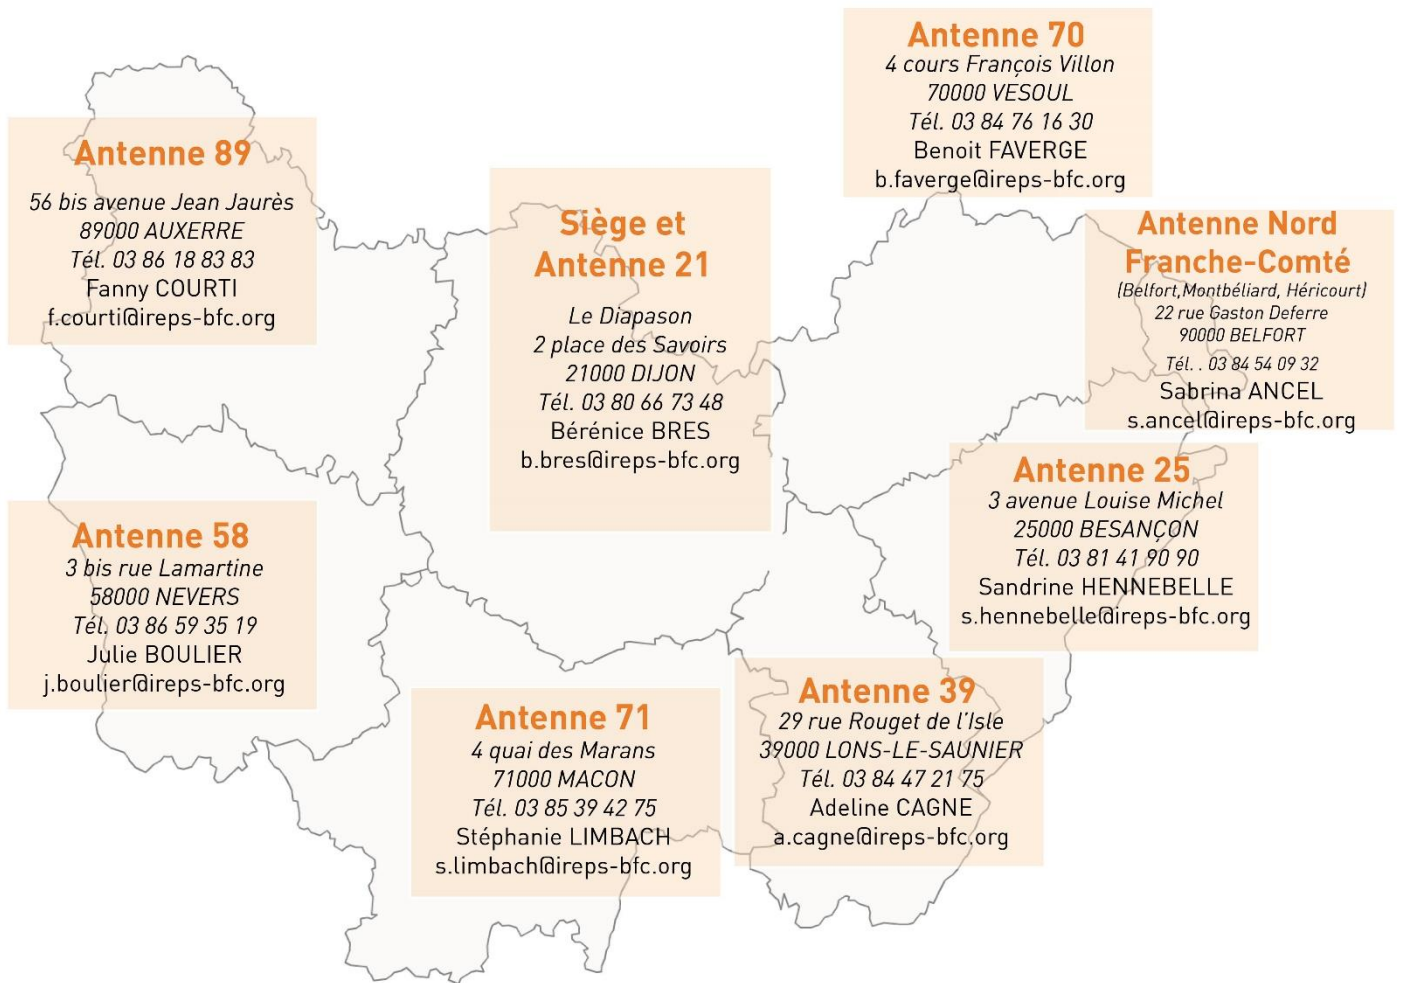 Antenne 70
4 cours François Villon
70000 VESOUL
Tél. 03 84 76 16 30
Benoit FAVERGE
b.faverge@ireps-bfc.org
Antenne 89
56 bis avenue Jean Jaurès
89000 AUXERRE
Tél. 03 86 18 83 83
Fanny COURTI
f.courti@ireps-bfc.org
Siège et
Antenne 21
Le Diapason
2 place des Savoirs
21000 DIJON
Tél. 03 80 66 73 48
Bérénice BRES
b.bres@ireps-bfc.org
Antenne Nord
Franche-Comté
(Belfort,Montbéliard, Héricourt)
22 rue Gaston Deferre
90000 BELFORT
Tél. . 03 84 54 09 32
Sabrina ANCEL
s.ancel@ireps-bfc.org
Antenne 25
3 avenue Louise Michel
25000 BESANÇON
Tél. 03 81 41 90 90
Sandrine HENNEBELLE
s.hennebelle@ireps-bfc.org
Antenne 58
3 bis rue Lamartine
58000 NEVERS
Tél. 03 86 59 35 19
Julie BOULIER
j.boulier@ireps-bfc.org
Antenne 71
4 quai des Marans
71000 MACON
Tél. 03 85 39 42 75
Stéphanie LIMBACH
s.limbach@ireps-bfc.org
Antenne 39
29 rue Rouget de l'Isle
39000 LONS-LE-SAUNIER
Tél. 03 84 47 21 75
Adeline CAGNE
a.cagne@ireps-bfc.org